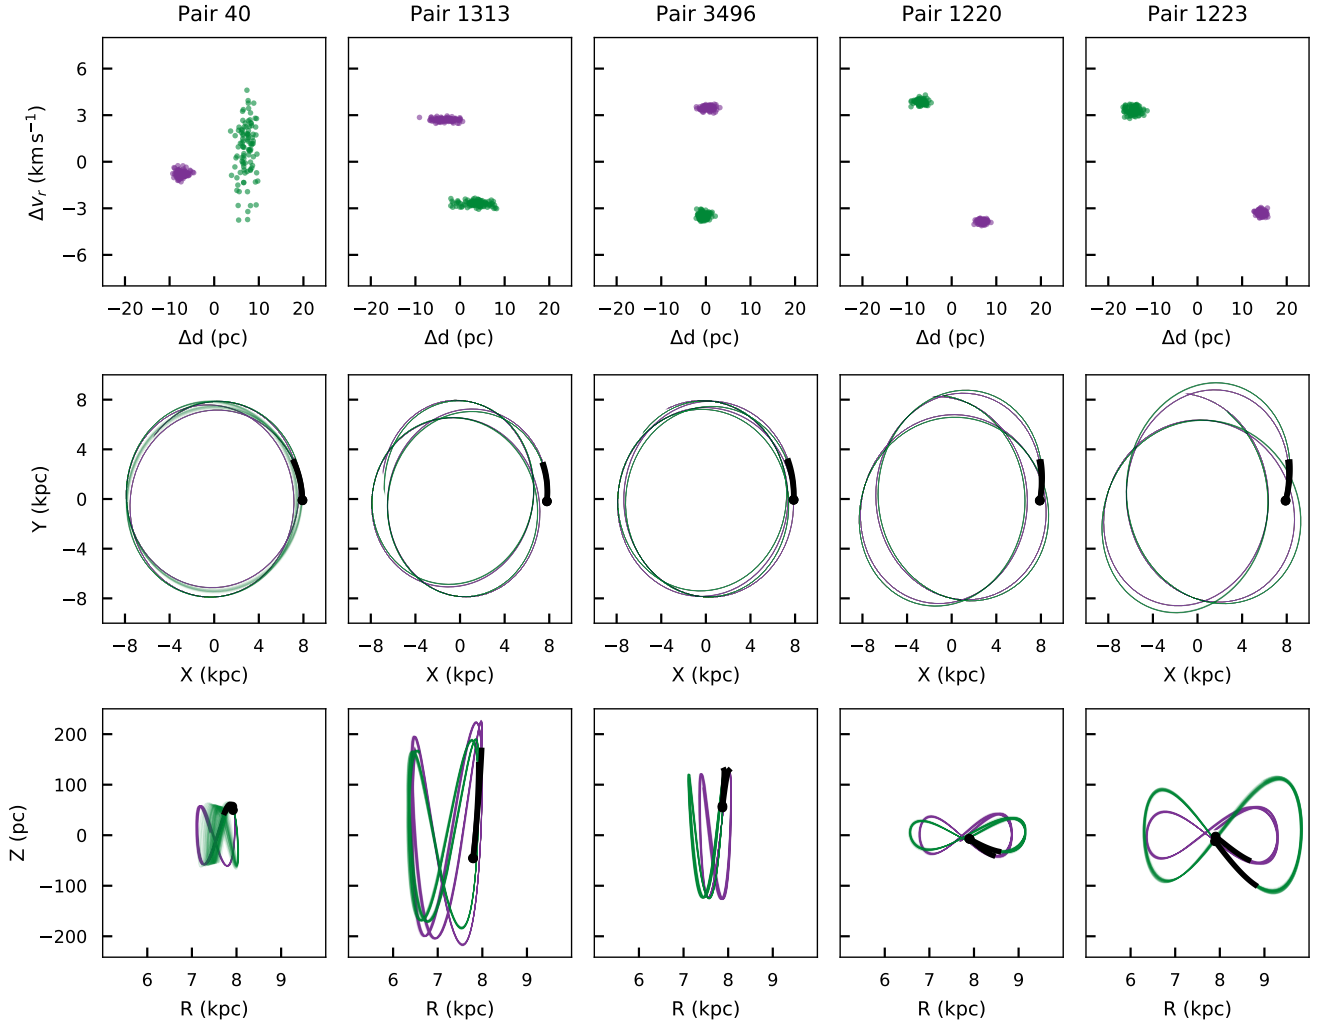 Pair 40 Pair 1313 Pair 3496 Pair 1220 Pair 1223
6
3
0
−3
−6
Δvr (km s−1)
−20 −10 0 10 20 −20 −10 0 10 20 −20 −10 0 10 20 −20 −10 0 10 20 −20 −10 0 10 20
Δd (pc) Δd (pc) Δd (pc) Δd (pc) Δd (pc)
8
4
0
−4
−8
Y (kpc)
−8 −4 0 4 8 −8 −4 0 4 8 −8 −4 0 4 8 −8 −4 0 4 8 −8 −4 0 4 8
X (kpc) X (kpc) X (kpc) X (kpc) X (kpc)
200
100
0
−100
−200
Z (pc)
6 7 8 9 6 7 8 9 6 7 8 9 6 7 8 9 6 7 8 9
R (kpc) R (kpc) R (kpc) R (kpc) R (kpc)